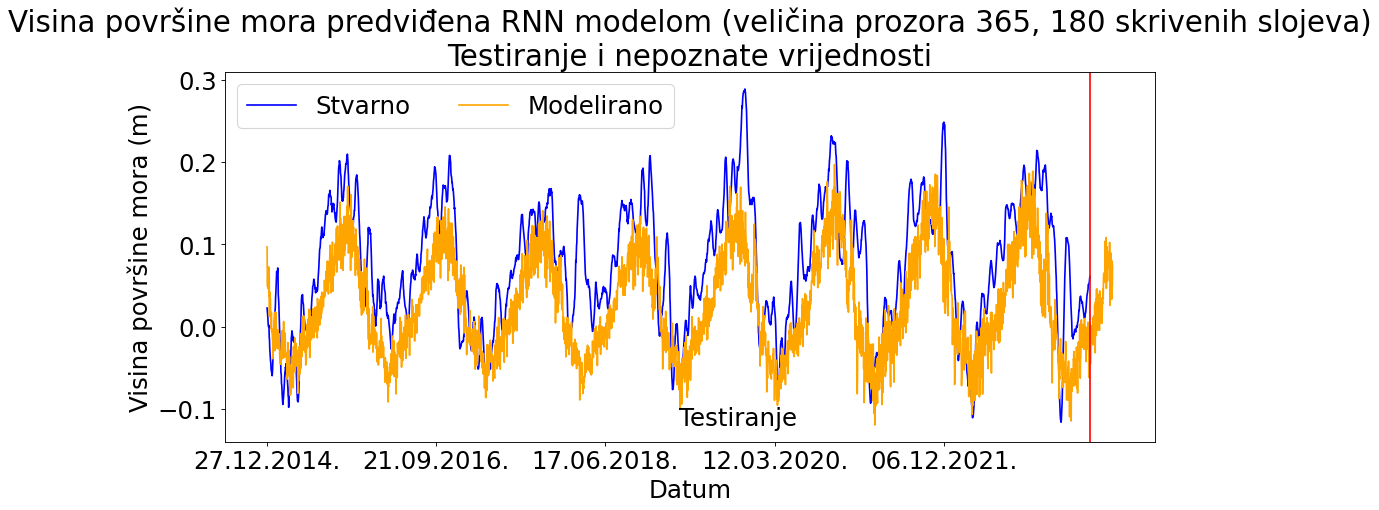 Visina površine mora predviđena RNN modelom (veličina prozora 365, 180 skrivenih slojeva)
Testiranje i nepoznate vrijednosti
Stvarno Modelirano
Visina površine mora (m)
0.3
0.2
0.1
0.0
−0.1
Testiranje
27.12.2014. 21.09.2016. 17.06.2018. 12.03.2020. 06.12.2021.
Datum